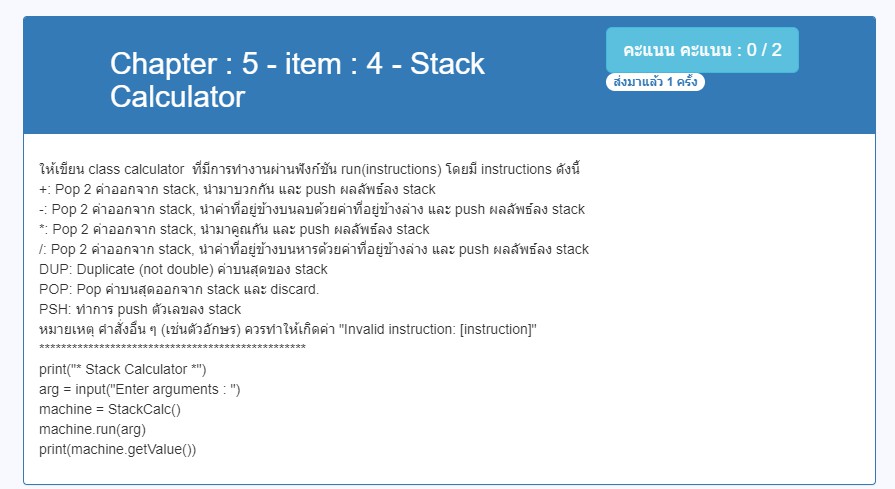 Chapter : 5 - item : 4 - Stack
Calculator
คะแนน คะแนน : 0 / 2
ส่งมาแล้ว 1 ครั้ง
ให้เขียน class calculator ที่มีการทำงานผ่านฟังก์ชัน run(instructions) โดยมี instructions ดังนี้
+: Pop 2 ค่าออกจาก stack, นำมาบวกกัน และ push ผลลัพธ์ลง stack
-: Pop 2 ค่าออกจาก stack, นำค่าที่อยู่ข้างบนลบด้วยค่าที่อยู่ข้างล่าง และ push ผลลัพธ์ลง stack
*: Pop 2 ค่าออกจาก stack, นำมาคูณกัน และ push ผลลัพธ์ลง stack
/: Pop 2 ค่าออกจาก stack, นำค่าที่อยู่ข้างบนหารด้วยค่าที่อยู่ข้างล่าง และ push ผลลัพธ์ลง stack
DUP: Duplicate (not double) ค่าบนสุดของ stack
POP: Pop ค่าบนสุดออกจาก stack และ discard.
PSH: ทำการ push ตัวเลขลง stack
หมายเหตุ คำสั่งอื่น ๆ (เช่นตัวอักษร) ควรทำให้เกิดค่า "Invalid instruction: [instruction]"
*************************************************
print("* Stack Calculator *")
arg = input("Enter arguments : ")
machine = StackCalc()
machine.run(arg)
print(machine.getValue())